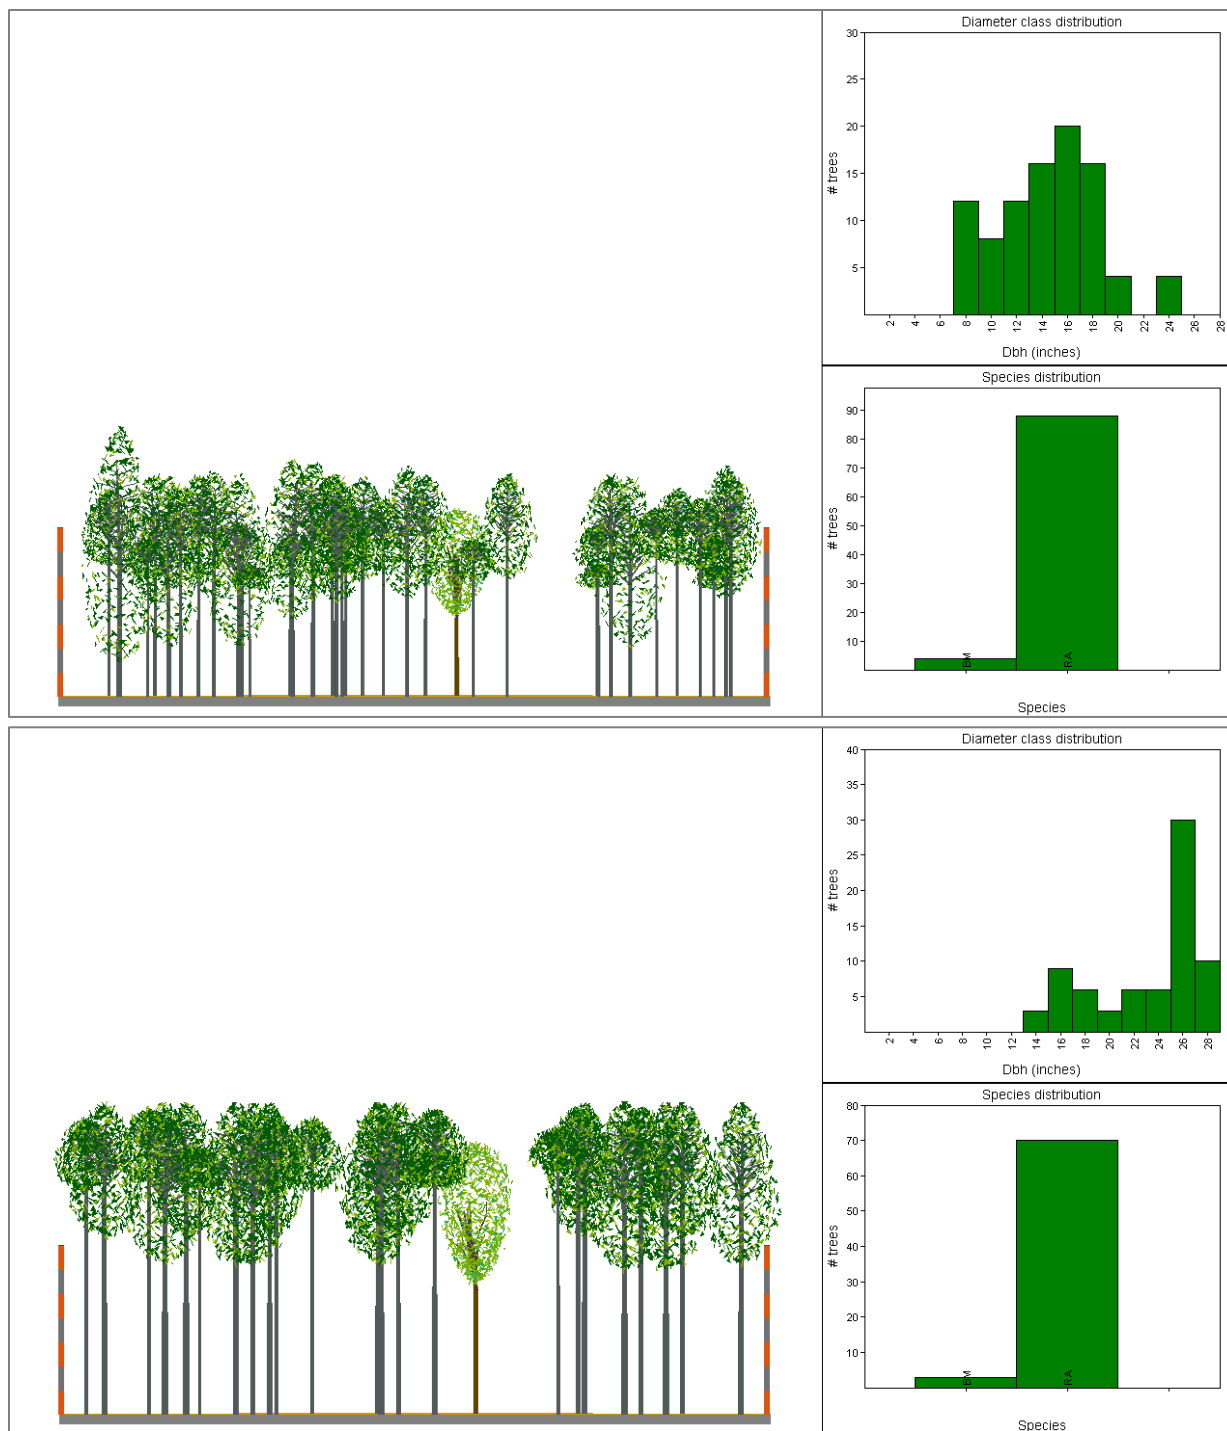 Diameter class distribution
30
25
20
15
10
5
# trees
2 4 6 8 10 12 14 16 18 20 22 24 26 28
Dbh (inches)
Species distribution
90
80
70
60
50
40
30
20
10
# trees
BM RA
Species
Diameter class distribution
40
35
30
25
20
15
10
5
# trees
2 4 6 8 10 12 14 16 18 20 22 24 26 28
Dbh (inches)
Species distribution
80
70
60
50
40
30
20
10
# trees
BM RA
Species